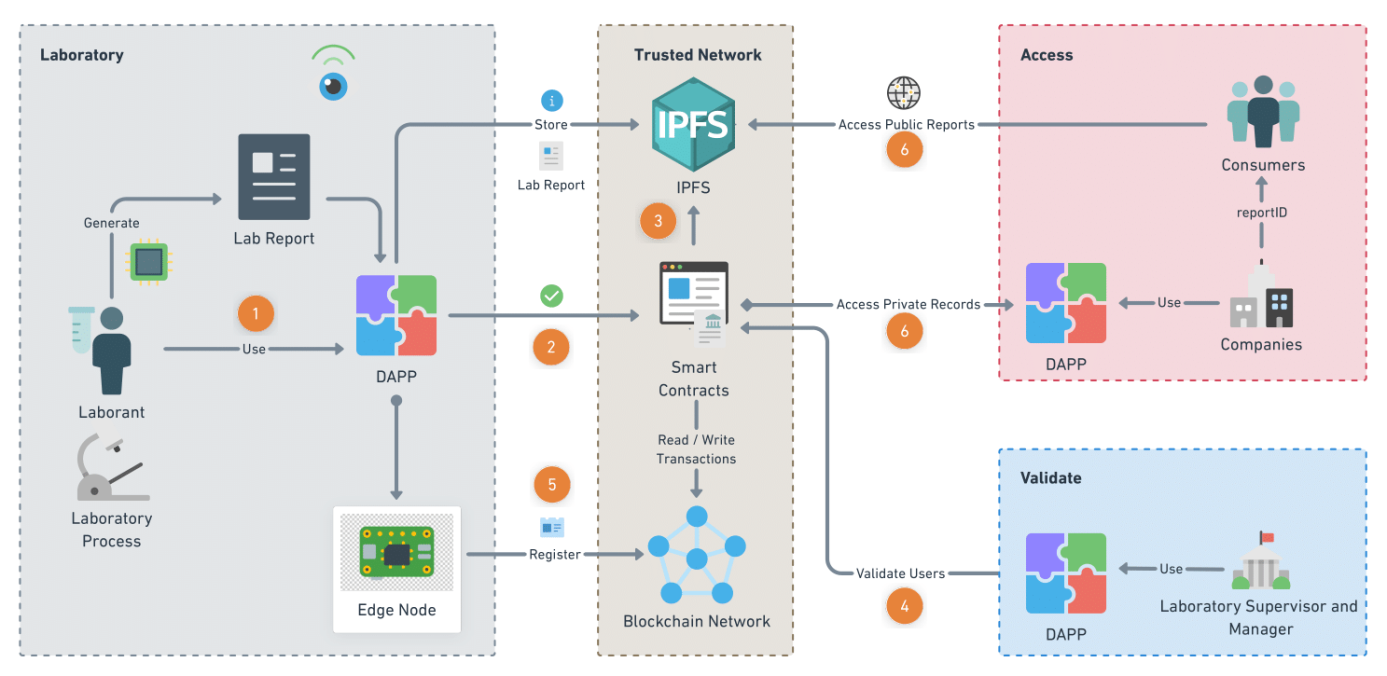 Laboratory
Generate
Lab Report
1
Use
Laborant
Laboratory
Process
DAPP
Edge Node
i
Store
Lab Report
2
5
Register
Trusted Network
IPFS
IPFS
3
Smart
Contracts
Read / Write
Transactions
Blockchain Network
Access Public Reports
6
Access Private Records
6
Validate Users
4
Access
Consumers
reportID
Use
Companies
DAPP
Validate
Use
DAPP
Laboratory Supervisor and
Manager